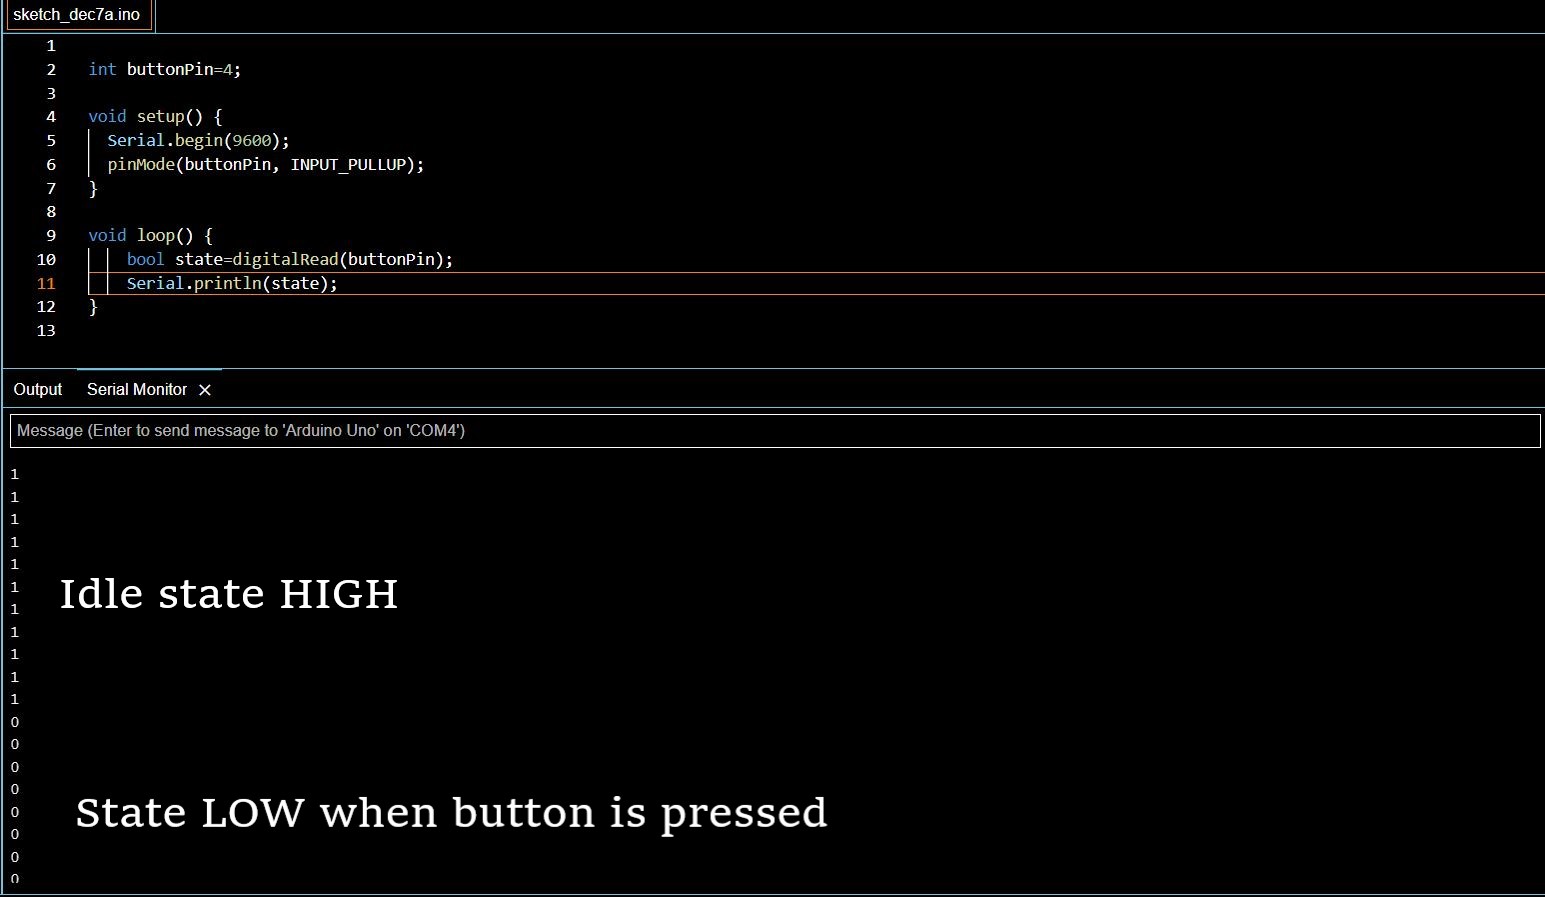 sketch_dec7a.ino
1
2 int buttonPin=4;
3
4 void setup() {
5 Serial.begin(9600);
6 pinMode(buttonPin, INPUT_PULLUP);
7 }
8
9 void loop() {
10 bool state=digitalRead(buttonPin);
11 Serial.println(state);
12 }
13
Output Serial Monitor ×
Message (Enter to send message to 'Arduino Uno' on 'COM4')
1
1
1
1
1
1 Idle state HIGH
1
1
1
1
1
0
0
0
0
0 State LOW when button is pressed
0
0
0